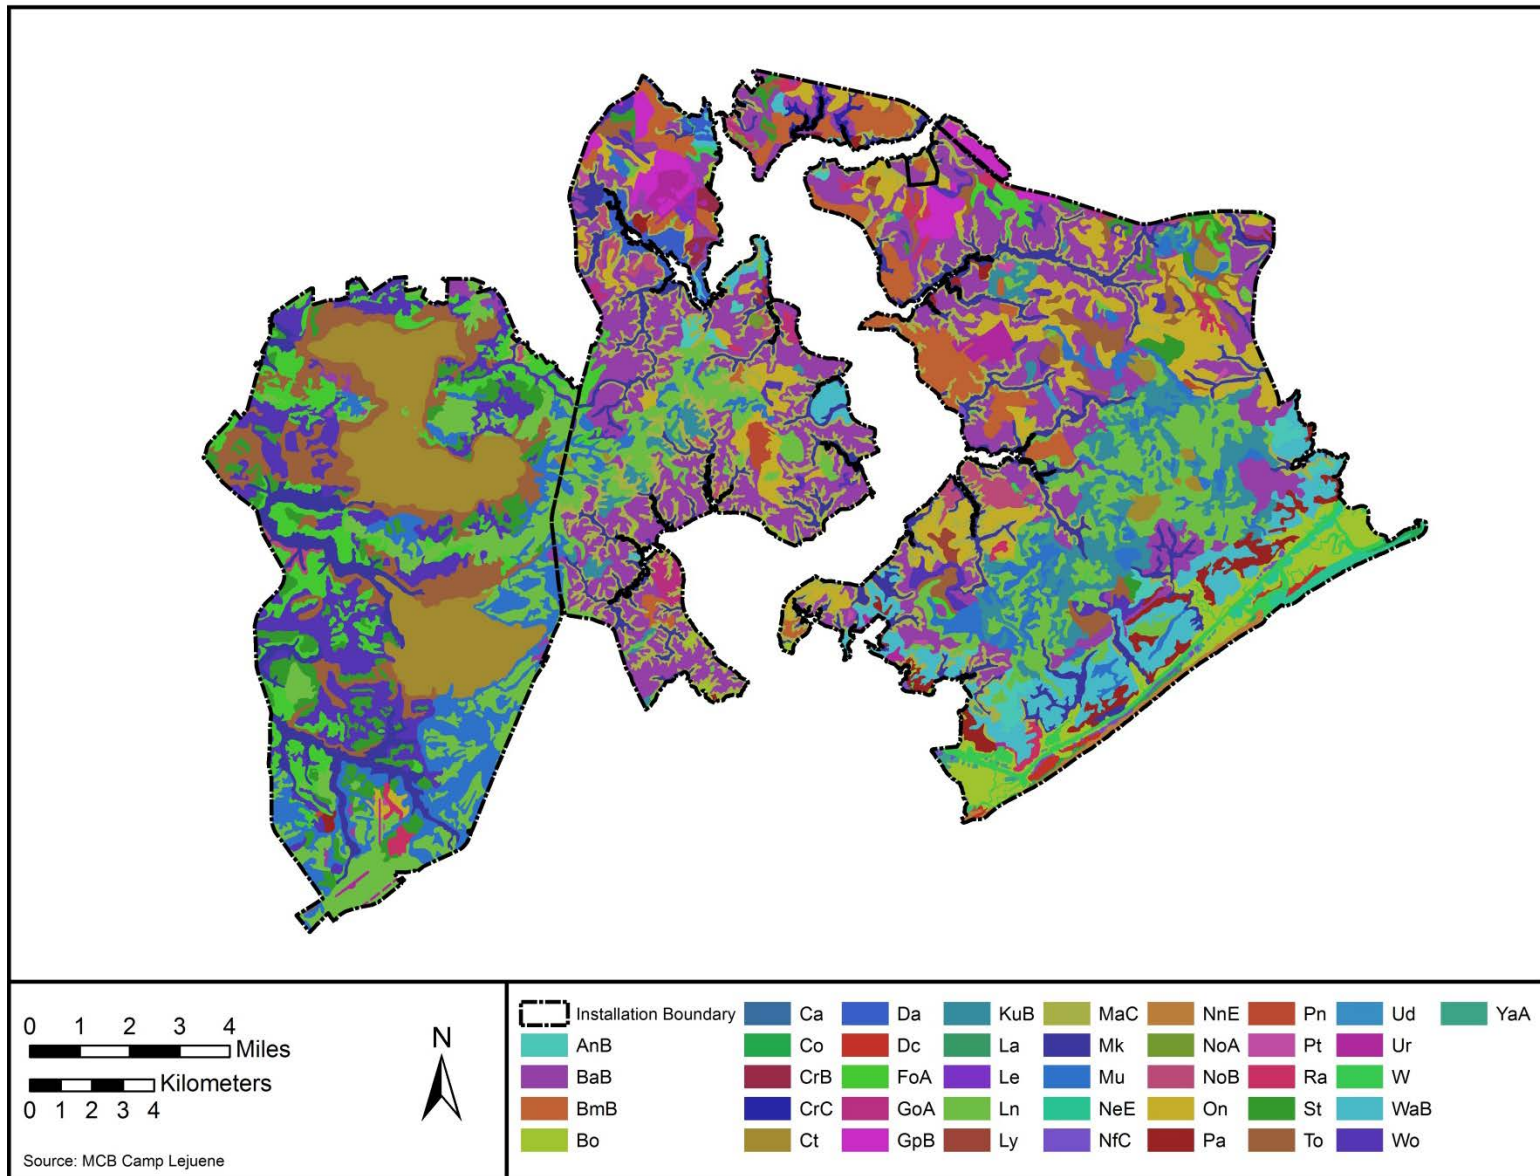 0 1 2 3 4
Miles
Kilometers
0 1 2 3 4
Source: MCB Camp Lejuene
N
Installation Boundary
AnB
BaB
BmB
Bo
Ca
Co
CrB
CrC
Ct
Da
Dc
FoA
GoA
GpB
KuB
La
Le
Ln
Ly
MaC
Mk
Mu
NeE
NfC
NnE
NoA
NoB
On
Pa
Pn
Pt
Ra
St
To
Ud
Ur
W
WaB
Wo
YaA